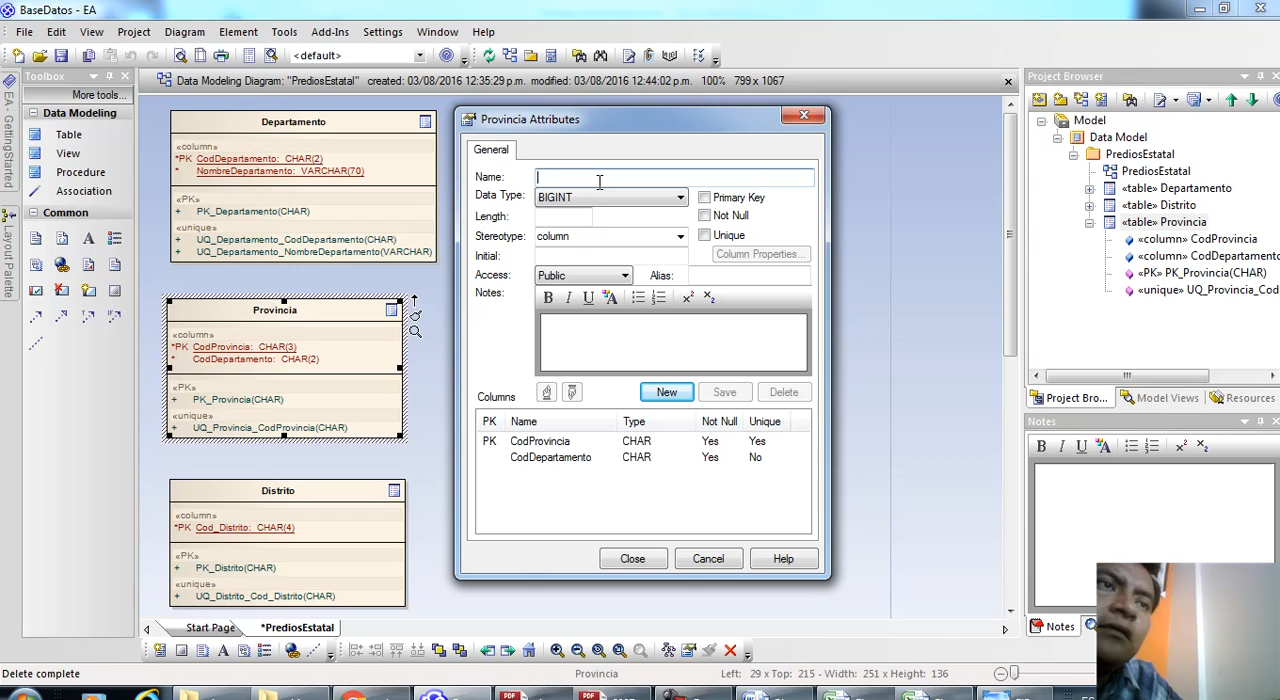 BaseDatos - EA
File Edit View Project Diagram Element Tools Add-Ins Settings Window Help
<default>
Toolbox
More tools...
Data Modeling
Table
View
Procedure
Association
Common
EA - GettingStarted
Layout Palette
Data Modeling Diagram: "PrediosEstatal" created: 03/08/2016 12:35:29 p.m. modified: 03/08/2016 12:44:02 p.m. 100% 799 x 1067
Departamento
«column»
*PK CodDepartamento: CHAR(2)
* NombreDepartamento: VARCHAR(70)
«PK»
+ PK_Departamento(CHAR)
«unique»
+ UQ_Departamento_CodDepartamento(CHAR)
+ UQ_Departamento_NombreDepartamento(VARCHAR)
Provincia
«column»
*PK CodProvincia: CHAR(3)
* CodDepartamento: CHAR(2)
«PK»
+ PK_Provincia(CHAR)
«unique»
+ UQ_Provincia_CodProvincia(CHAR)
Distrito
«column»
*PK Cod_Distrito: CHAR(4)
«PK»
+ PK_Distrito(CHAR)
«unique»
+ UQ_Distrito_Cod_Distrito(CHAR)
Provincia Attributes
General
Name:
Data Type: BIGINT Primary Key
Length: Not Null
Stereotype: column Unique
Initial: Column Properties...
Access: Public Alias:
Notes: B I U A
Columns New Save Delete
PK Name Type Not Null Unique
PK CodProvincia CHAR Yes Yes
CodDepartamento CHAR Yes No
Close Cancel Help
Project Browser
Model
Data Model
PrediosEstatal
PrediosEstatal
«table» Departamento
«table» Distrito
«table» Provincia
«column» CodProvincia
«column» CodDepartamento
«PK» PK_Provincia(CHAR)
«unique» UQ_Provincia_Cod
Project Bro... Model Views Resources
Notes
B I U A
Notes
Start Page *PrediosEstatal
Delete complete Provincia Left: 29 x Top: 215 - Width: 251 x Height: 136